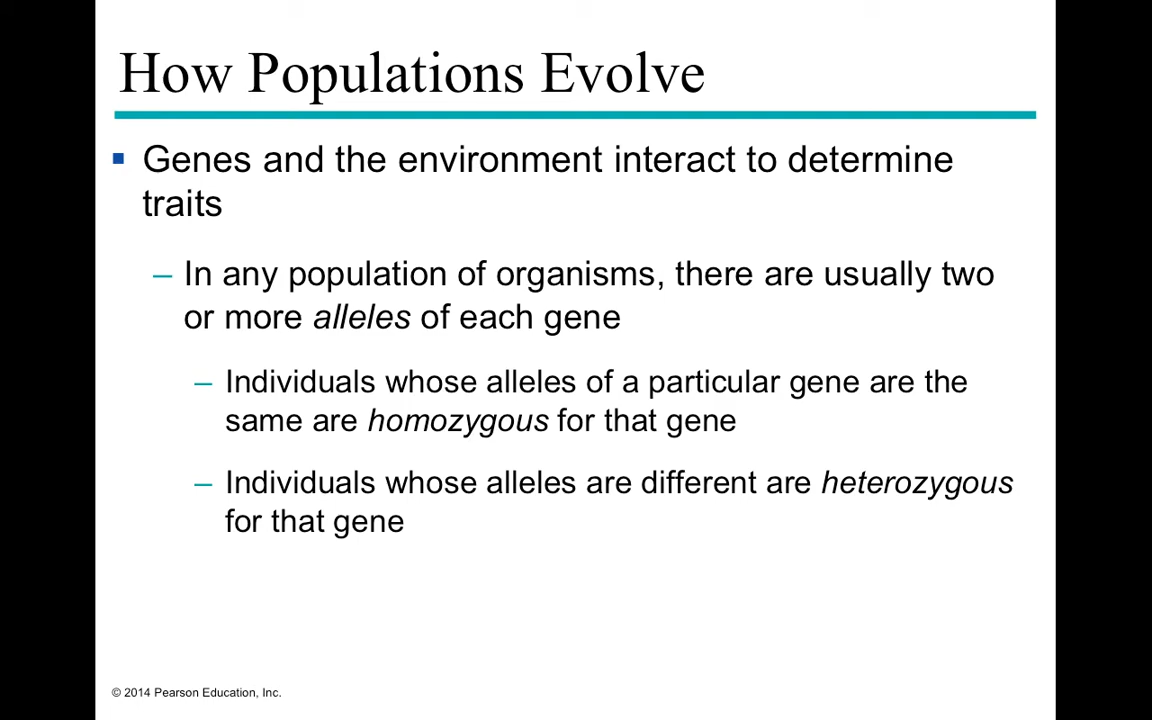 How Populations Evolve
▪ Genes and the environment interact to determine
traits
– In any population of organisms, there are usually two
or more alleles of each gene
– Individuals whose alleles of a particular gene are the
same are homozygous for that gene
– Individuals whose alleles are different are heterozygous
for that gene
© 2014 Pearson Education, Inc.